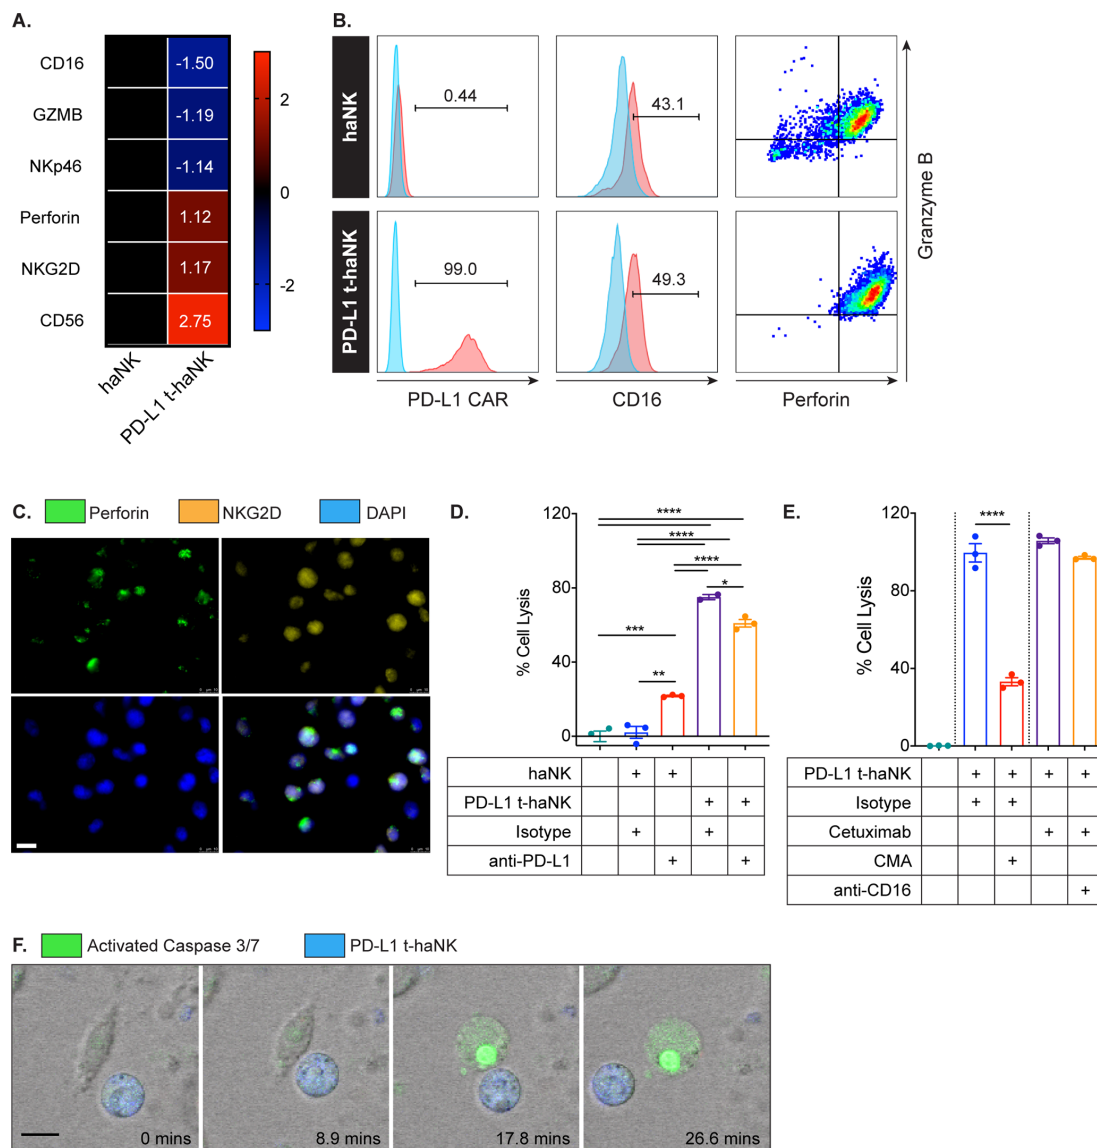 A.
CD16
GZMB
NKp46
Perforin
NKG2D
CD56
-1.50
-1.19
-1.14
1.12
1.17
2.75
haNK
PD-L1 t-haNK
2
0
-2
B.
haNK
0.44
43.1
PD-L1 t-haNK
99.0
49.3
PD-L1 CAR
CD16
Perforin
Granzyme B
C.
Perforin
NKG2D
DAPI
D.
% Cell Lysis
120
80
40
0
****
****
****
*
***
**
haNK + +
PD-L1 t-haNK + +
Isotype + +
anti-PD-L1 + +
E.
% Cell Lysis
120
80
40
0
****
PD-L1 t-haNK + + + +
Isotype + +
Cetuximab + +
CMA +
anti-CD16 +
F.
Activated Caspase 3/7
PD-L1 t-haNK
0 mins
8.9 mins
17.8 mins
26.6 mins